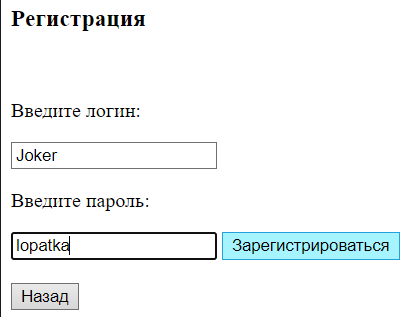 Регистрация
Введите логин:
Joker
Введите пароль:
lopatka
Зарегистрироваться
Назад